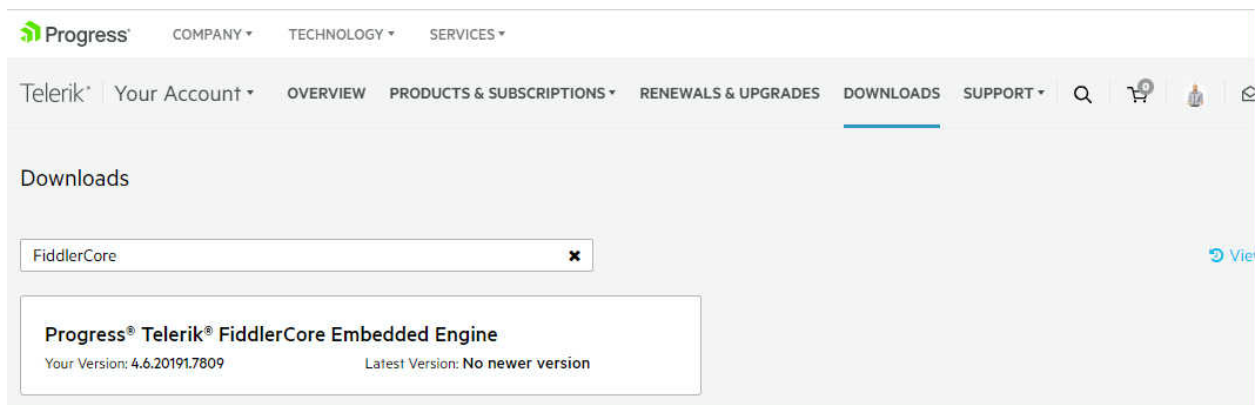 Progress COMPANY TECHNOLOGY SERVICES
Telerik Your Account OVERVIEW PRODUCTS & SUBSCRIPTIONS RENEWALS & UPGRADES DOWNLOADS SUPPORT 0
Downloads
FiddlerCore
Progress® Telerik® FiddlerCore Embedded Engine
Your Version: 4.6.20191.7809 Latest Version: No newer version